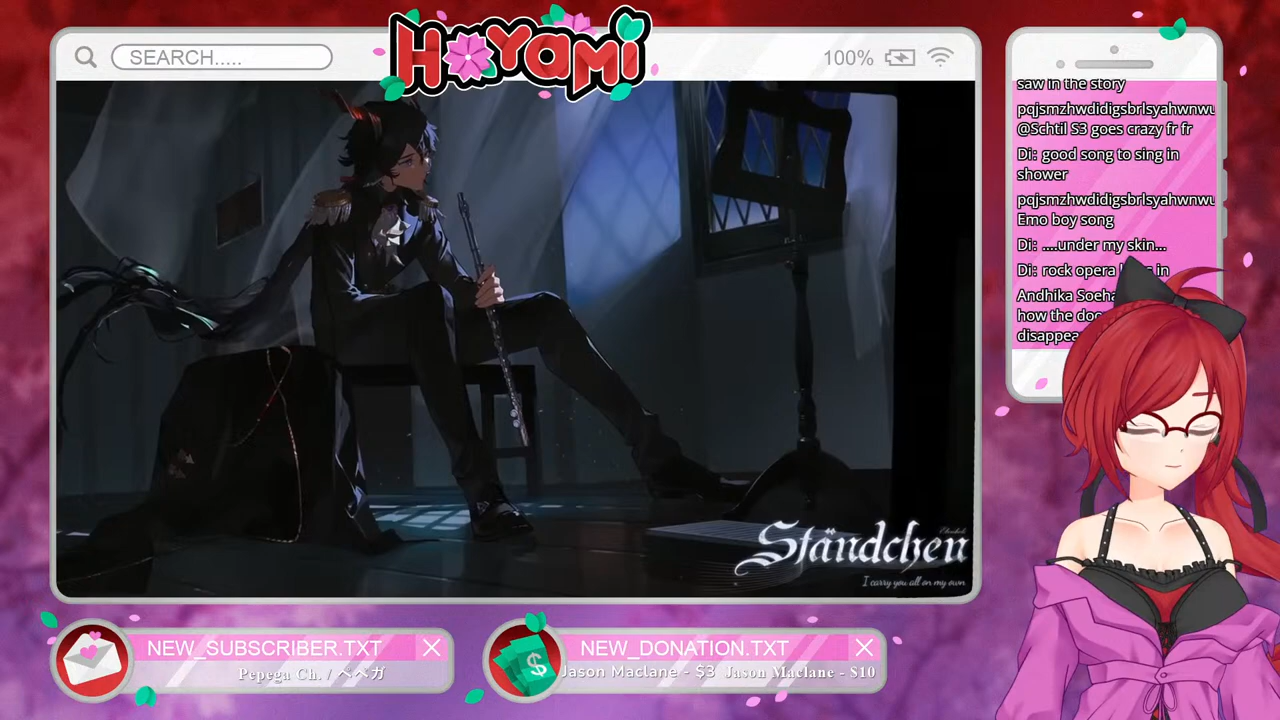 HaYaMi
SEARCH.....
100%
saw in the story
pqjsmzhwdidigsbrlsyahwnwu
@Schtil S3 goes crazy fr fr
Di: good song to sing in
shower
pqjsmzhwdidigsbrlsyahwnwu
Emo boy song
Di: ....under my skin...
Di: rock opera in
Andhika Soeha
how the doo
disappea
Ständchen
I carry you all on my own
NEW_SUBSCRIBER.TXT
Pepega Ch. / ペペガ
NEW_DONATION.TXT
Jason Maclane - $3 Jason Maclane - $10